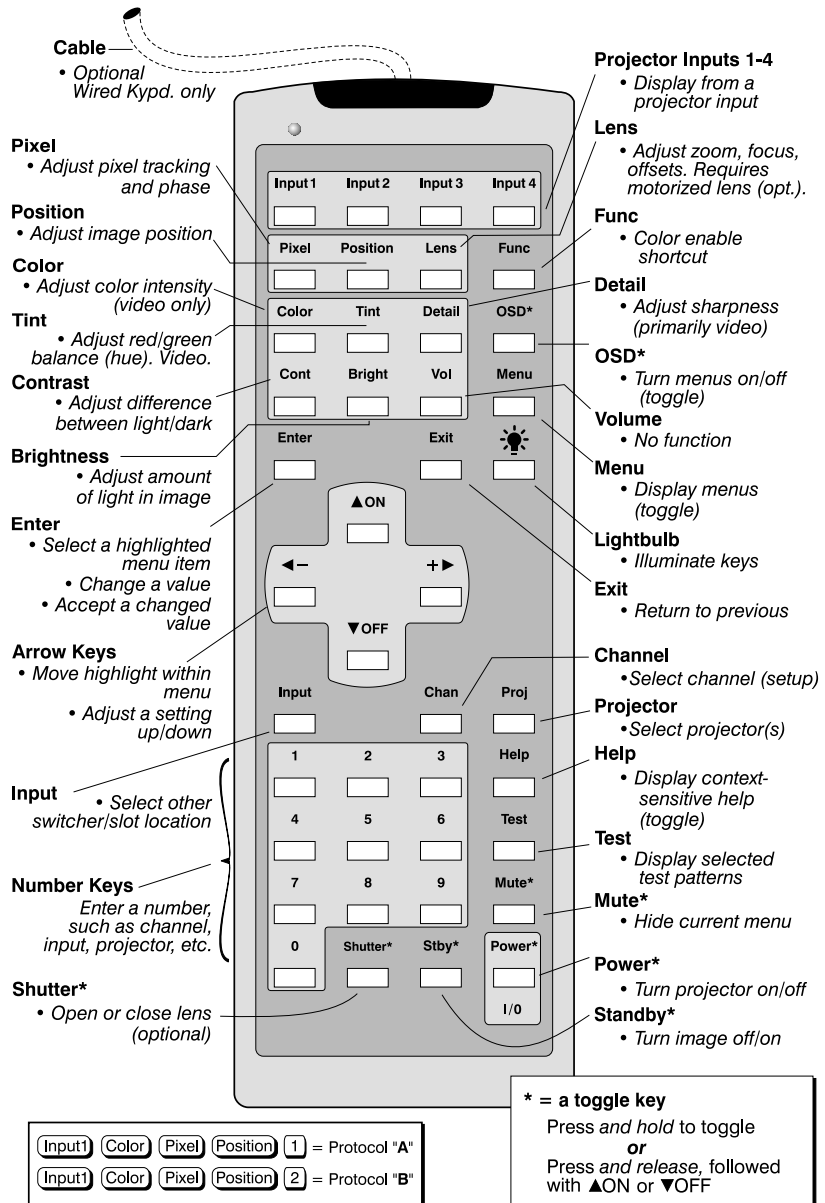 Cable
• Optional
Wired Kypd. only
Pixel
• Adjust pixel tracking
and phase
Position
• Adjust image position
Color
• Adjust color intensity
(video only)
Tint
• Adjust red/green
balance (hue). Video.
Contrast
• Adjust difference
between light/dark
Brightness
• Adjust amount
of light in image
Enter
• Select a highlighted
menu item
• Change a value
• Accept a changed
value
Arrow Keys
• Move highlight within
menu
• Adjust a setting
up/down
Input
• Select other
switcher/slot location
Number Keys
Enter a number,
such as channel,
input, projector, etc.
Shutter*
• Open or close lens
(optional)
Input 1 Input 2 Input 3 Input 4
Pixel Position Lens Func
Color Tint Detail OSD*
Cont Bright Vol Menu
Enter Exit
▲ON
◄– +►
▼OFF
Input Chan Proj
1 2 3 Help
4 5 6 Test
7 8 9 Mute*
0 Shutter* Stby* Power*
I/0
Projector Inputs 1-4
• Display from a
projector input
Lens
• Adjust zoom, focus,
offsets. Requires
motorized lens (opt.).
Func
• Color enable
shortcut
Detail
• Adjust sharpness
(primarily video)
OSD*
• Turn menus on/off
(toggle)
Volume
• No function
Menu
• Display menus
(toggle)
Lightbulb
• Illuminate keys
Exit
• Return to previous
Channel
•Select channel (setup)
Projector
•Select projector(s)
Help
• Display context-
sensitive help
(toggle)
Test
• Display selected
test patterns
Mute*
• Hide current menu
Power*
• Turn projector on/off
Standby*
• Turn image off/on
Input1 Color Pixel Position 1 = Protocol "A"
Input1 Color Pixel Position 2 = Protocol "B"
* = a toggle key
Press and hold to toggle
or
Press and release, followed
with ▲ON or ▼OFF